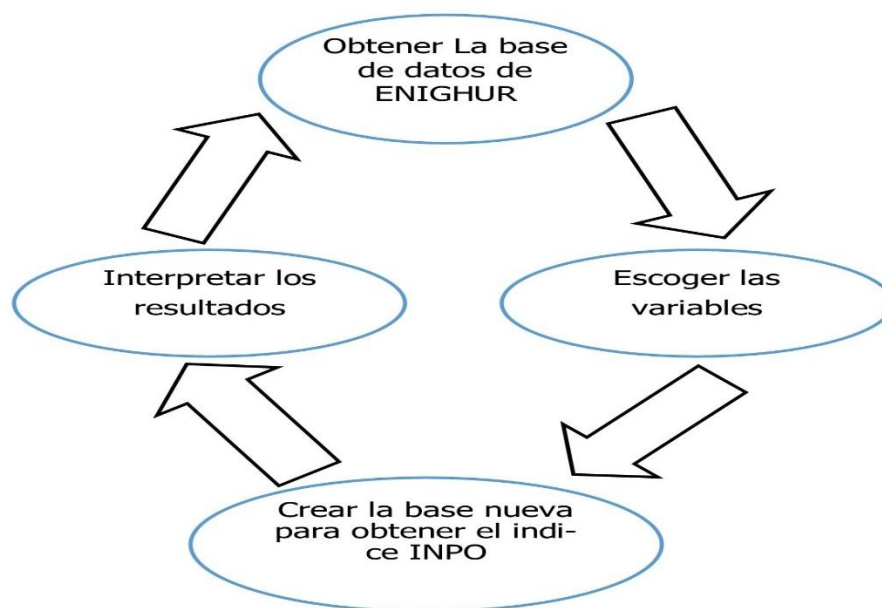 Obtener La base
de datos de
ENIGHUR
Escoger las
variables
Crear la base nueva
para obtener el indi-
ce INPO
Interpretar los
resultados